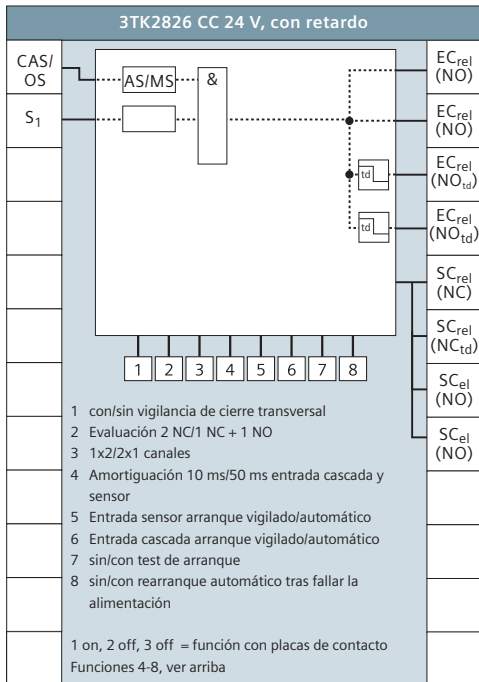 3TK2826 CC 24 V, con retardo
CAS/
OS
S1
AS/MS
&
td
td
ECrel
(NO)
ECrel
(NO)
ECrel
(NOtd)
ECrel
(NOtd)
SCrel
(NC)
SCrel
(NCtd)
SCel
(NO)
SCel
(NO)
1 2 3 4 5 6 7 8
1 con/sin vigilancia de cierre transversal
2 Evaluación 2 NC/1 NC + 1 NO
3 1x2/2x1 canales
4 Amortiguación 10 ms/50 ms entrada cascada y
sensor
5 Entrada sensor arranque vigilado/automático
6 Entrada cascada arranque vigilado/automático
7 sin/con test de arranque
8 sin/con rearranque automático tras fallar la
alimentación
1 on, 2 off, 3 off = función con placas de contacto
Funciones 4-8, ver arriba